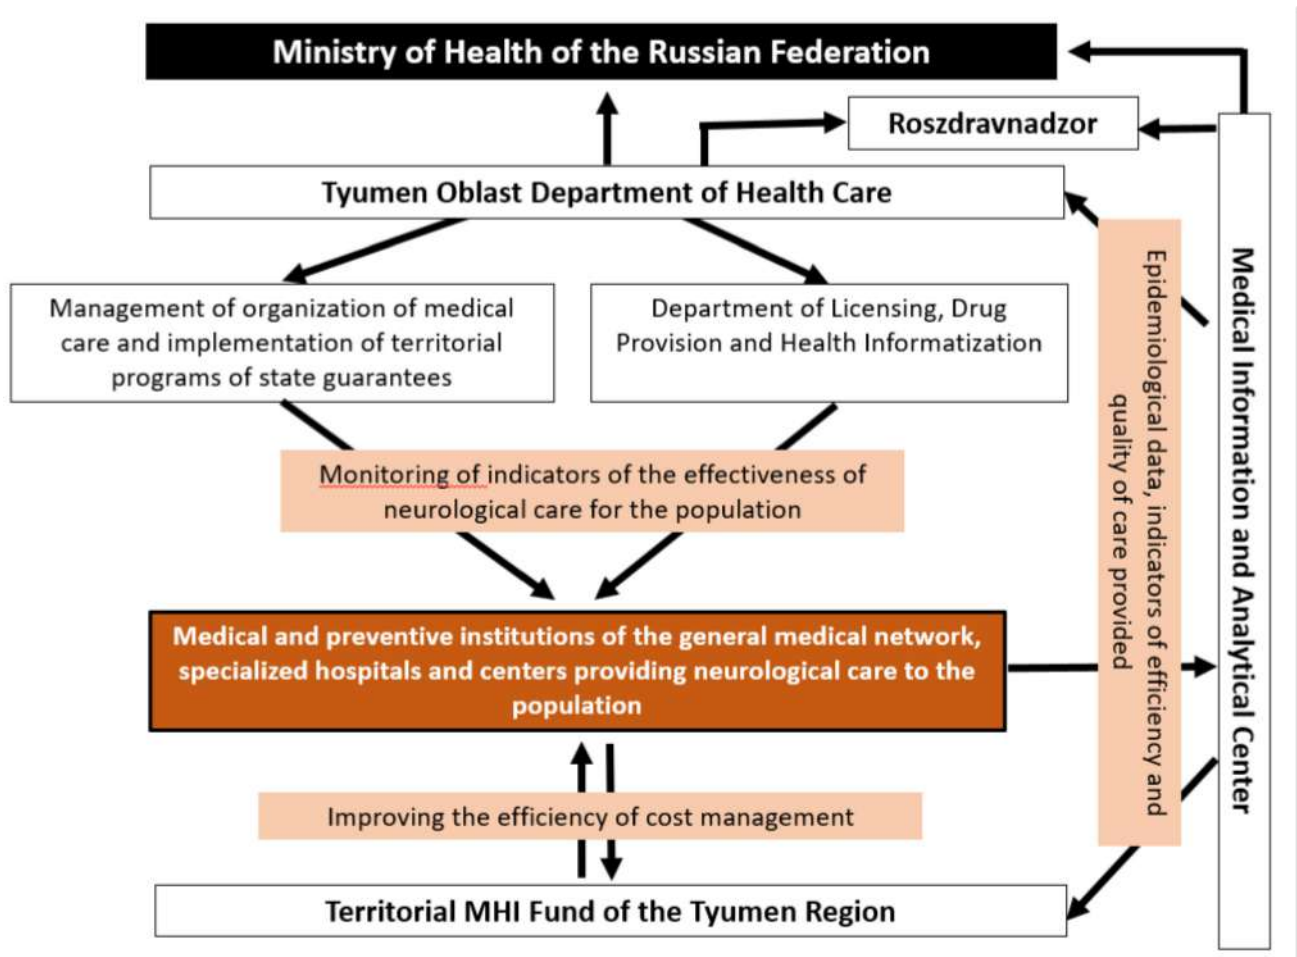 Ministry of Health of the Russian Federation
Roszdravnadzor
Tyumen Oblast Department of Health Care
Management of organization of medical
care and implementation of territorial
programs of state guarantees
Department of Licensing, Drug
Provision and Health Informatization
Monitoring of indicators of the effectiveness of
neurological care for the population
Medical and preventive institutions of the general medical network,
specialized hospitals and centers providing neurological care to the
population
Improving the efficiency of cost management
Territorial MHI Fund of the Tyumen Region
Epidemiological data, indicators of efficiency and
quality of care provided
Medical Information and Analytical Center